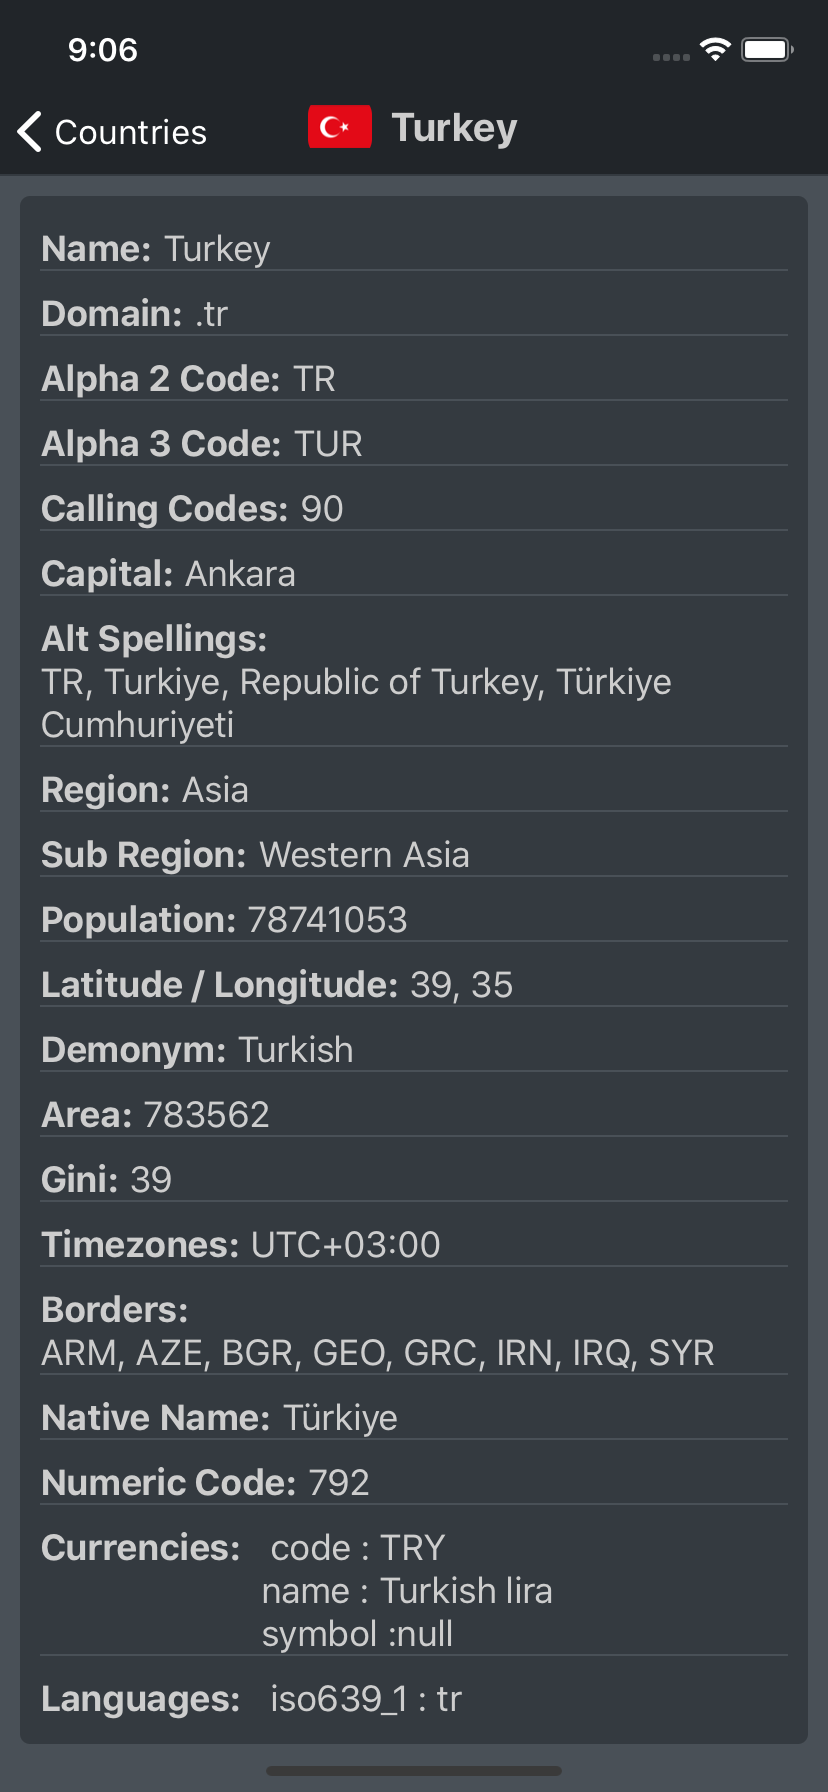 9:06
Countries
Turkey
Name: Turkey
Domain: .tr
Alpha 2 Code: TR
Alpha 3 Code: TUR
Calling Codes: 90
Capital: Ankara
Alt Spellings:
TR, Turkiye, Republic of Turkey, Türkiye
Cumhuriyeti
Region: Asia
Sub Region: Western Asia
Population: 78741053
Latitude / Longitude: 39, 35
Demonym: Turkish
Area: 783562
Gini: 39
Timezones: UTC+03:00
Borders:
ARM, AZE, BGR, GEO, GRC, IRN, IRQ, SYR
Native Name: Türkiye
Numeric Code: 792
Currencies: code : TRY
name : Turkish lira
symbol :null
Languages: iso639_1 : tr